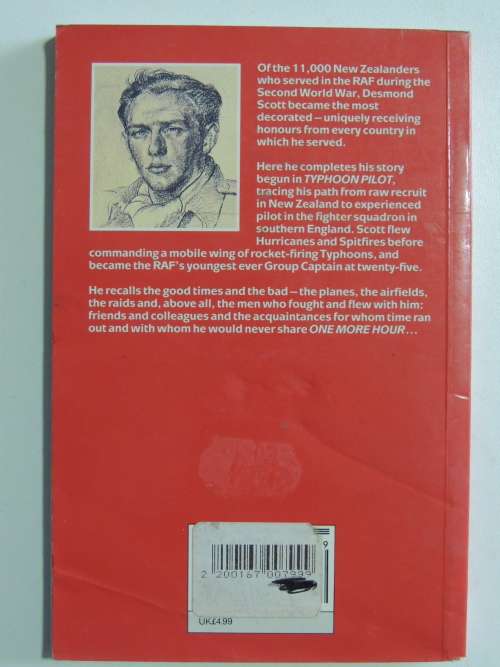 Of the 11,000 New Zealanders
who served in the RAF during the
Second World War, Desmond
Scott became the most
decorated – uniquely receiving
honours from every country in
which he served.
Here he completes his story
begun in TYPHOON PILOT,
tracing his path from raw recruit
in New Zealand to experienced
pilot in the fighter squadron in
southern England. Scott flew
Hurricanes and Spitfires before
commanding a mobile wing of rocket-firing Typhoons, and
became the RAF's youngest ever Group Captain at twenty-five.
He recalls the good times and the bad – the planes, the airfields,
the raids and, above all, the men who fought and flew with him;
friends and colleagues and the acquaintances for whom time ran
out and with whom he would never share ONE MORE HOUR...
9
2 200167 007999
UK£4.99